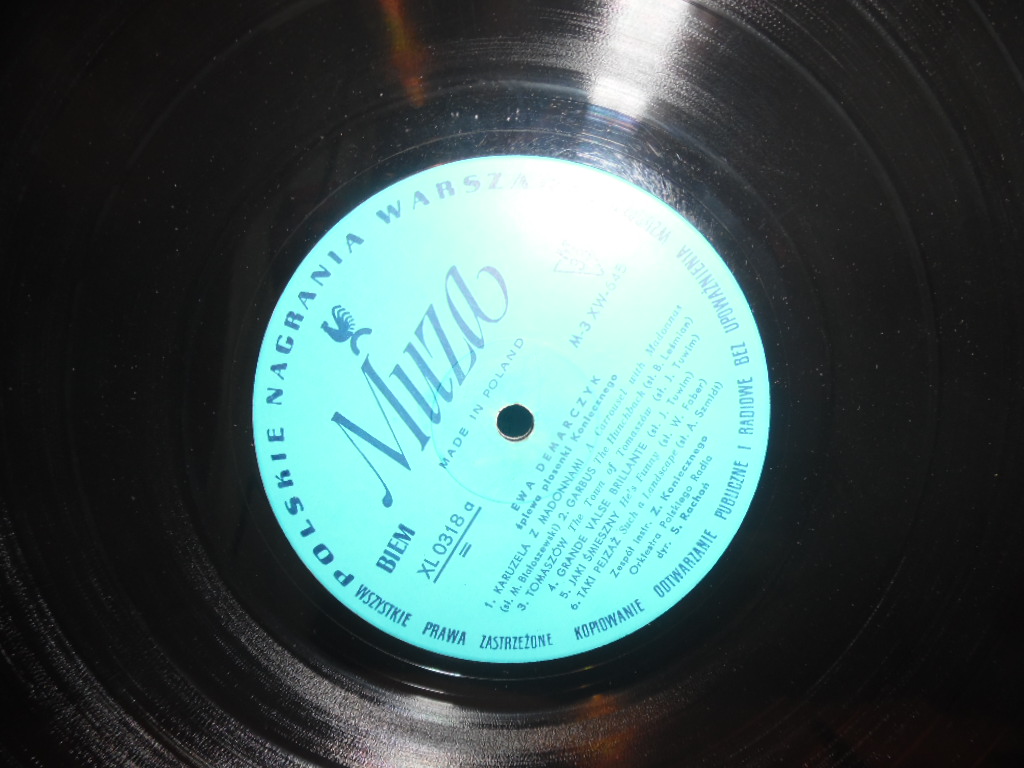 POLSKIE NAGRANIA WARSZA
Muza
MADE IN POLAND
BIEM
XL 0318 a
M-3 XW-545
EWA DEMARCZYK
śpiewa piosenki Koniecznego
1. KARUZELA Z MADONNAMI A Carrousel with Madonnas
(sł. M. Białoszewski) 2. GARBUS The Hunchback (sł. B. Leśmian)
3. TOMASZÓW The Town of Tomaszów (sł. J. Tuwim)
4. GRANDE VALSE BRILLANTE (sł. J. Tuwim)
5. JAKI ŚMIESZNY He's Funny (sł. W. Faber)
6. TAKI PEJZAŻ Such a Landscape (sł. A. Szmidt)
Zespół instr. Z. Koniecznego
Orkiestra Polskiego Radia
dyr. S. Rachoń
WSZYSTKIE PRAWA ZASTRZEŻONE KOPIOWANIE ODTWARZANIE PUBLICZNE I RADIOWE BEZ UPOWAŻNIENIA